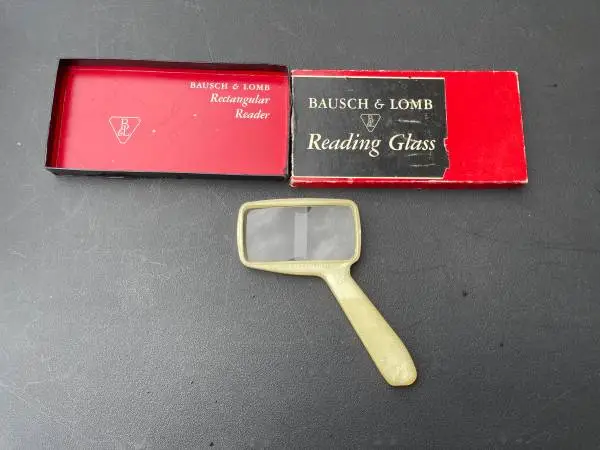 BAUSCH & LOMB
Rectangular
Reader
B
&
L
BAUSCH & LOMB
Reading Glass